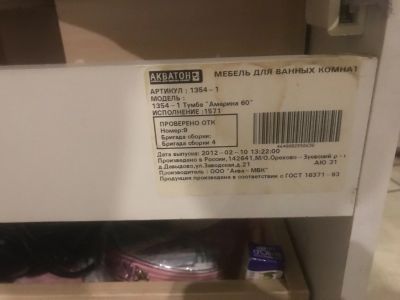 АКВАТОН МЕБЕЛЬ ДЛЯ ВАННЫХ КОМНАТ
АРТИКУЛ : 1354-1
МОДЕЛЬ :
1354-1 Тумба "Америна 60"
ИСПОЛНЕНИЕ :1571
ПРОВЕРЕНО ОТК
Номер:9
Бригада сборки:
Бригада сборки 4
Дата выпуска: 2012-02-10 13:22:00
Произведено в России,142641,М/О.Орехово-Зуевский р-н
д.Давыдово,ул.Заводская,д.21 АЮ 31
Производитель : ООО "Аква-МБК"
Продукция произведена в соответствии с ГОСТ 16371-93